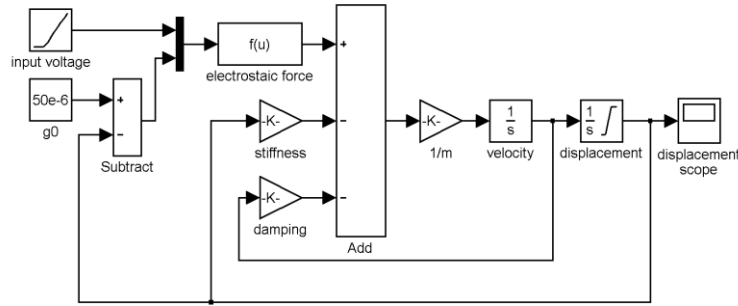 input voltage
50e-6
g0
+
−
Subtract
f(u)
electrostaic force
-K-
stiffness
-K-
damping
+
−
−
Add
-K-
1/m
1
s
velocity
1
s
displacement
displacement
scope